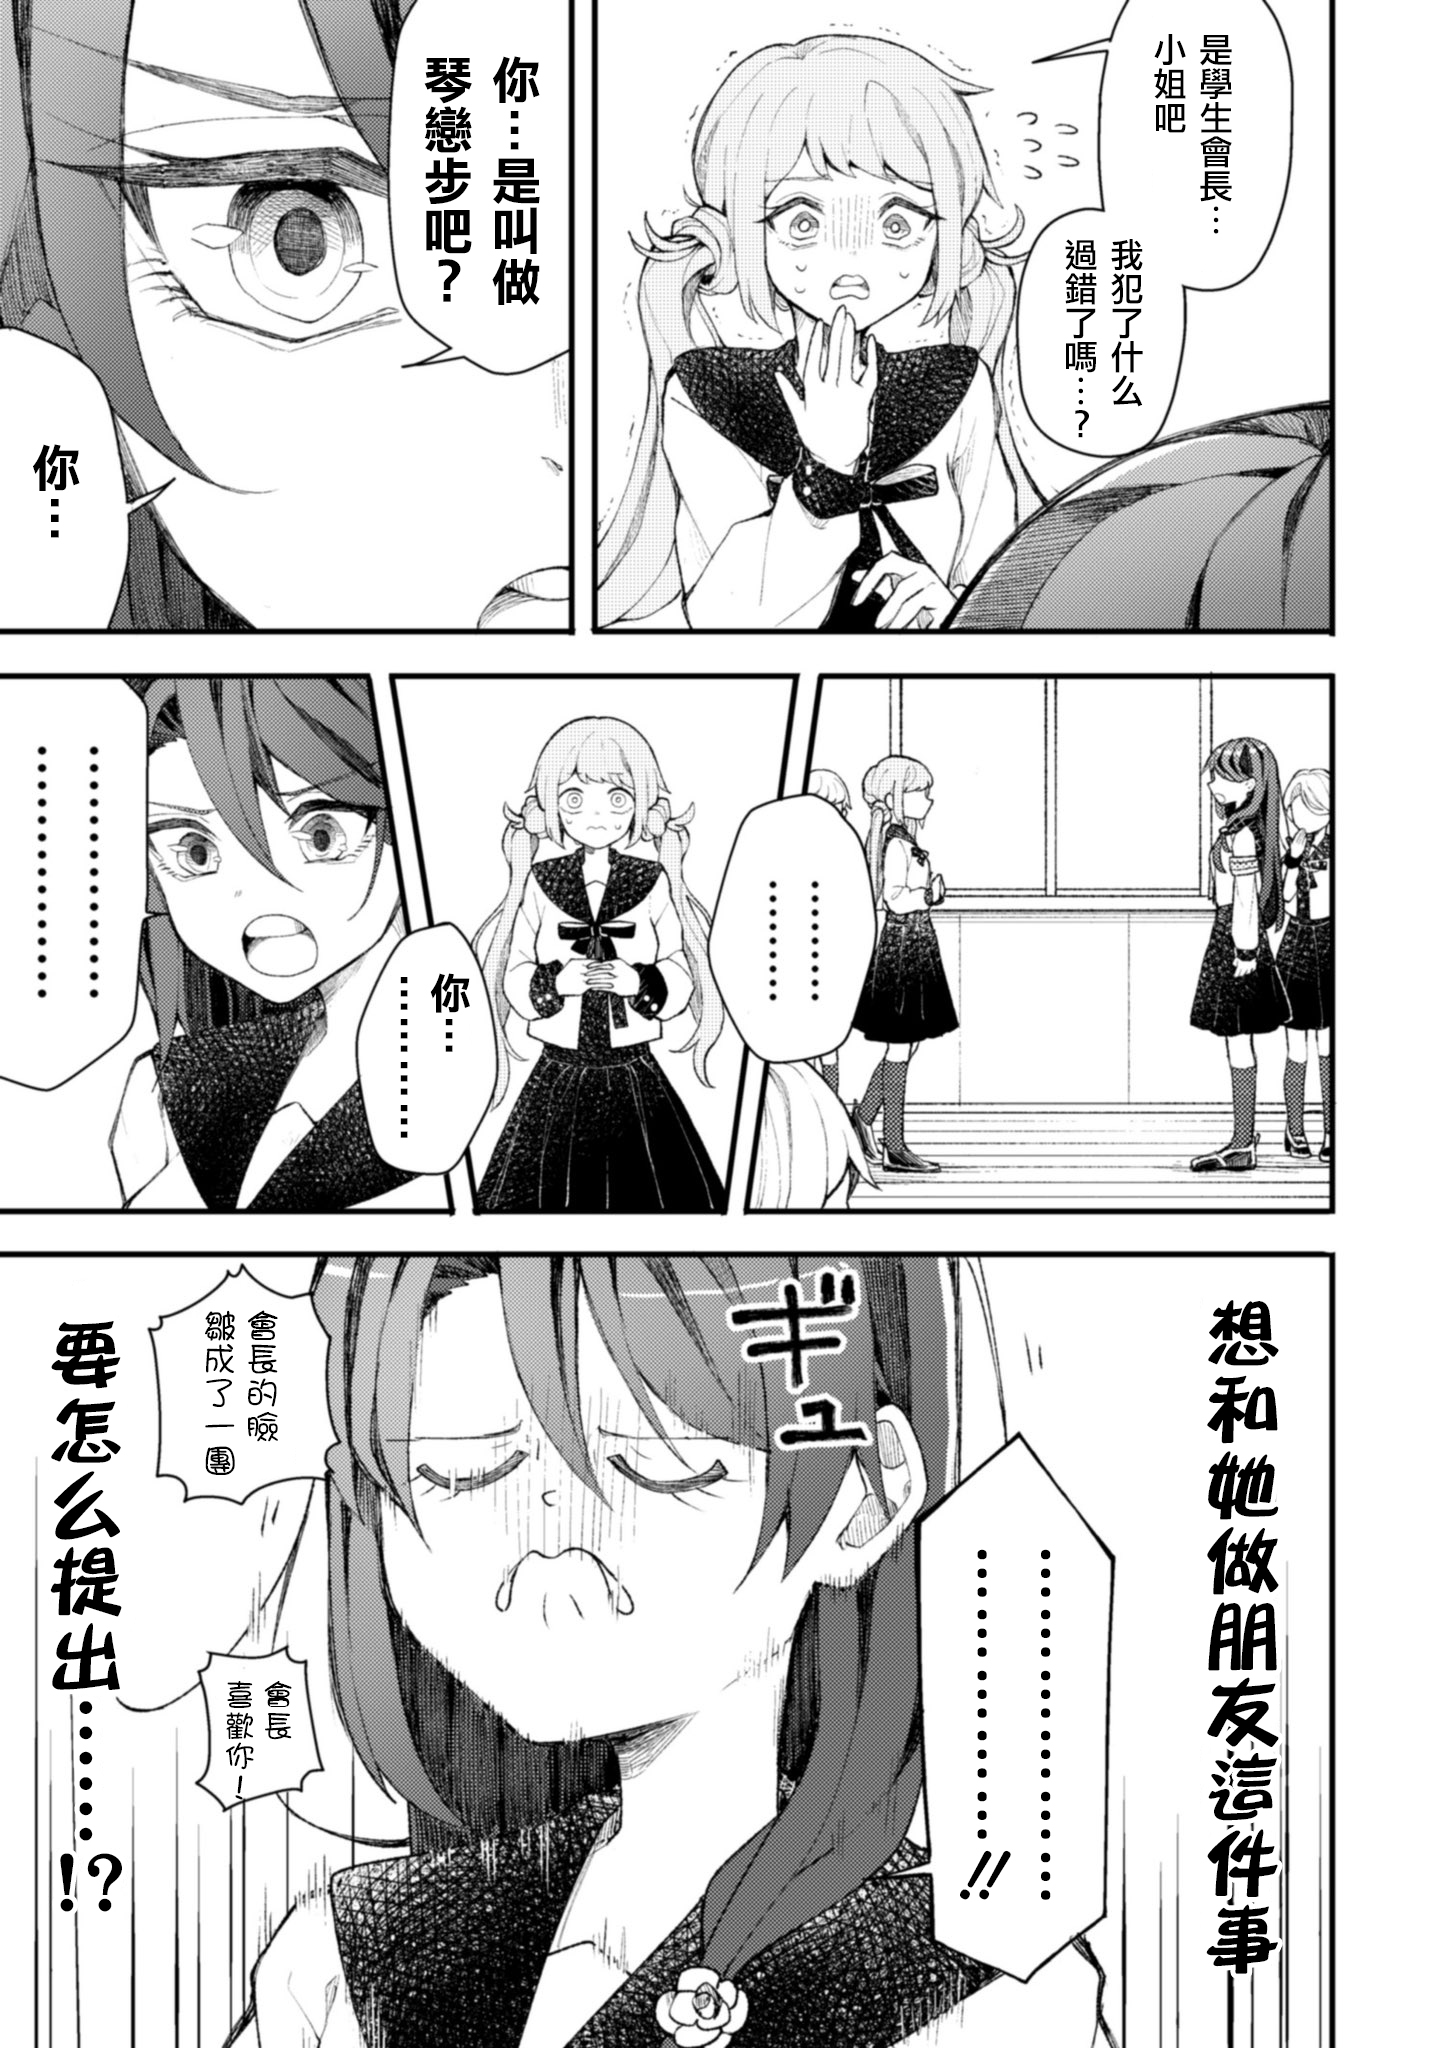 是學生會長…
小姐吧
我犯了什么
過錯了嗎…？
你…是叫做
琴戀步吧？
你…
………
………
你…
…………
……………
……………
想和她做朋友這件事
……………………
…………………!!
ギュ
會長的臉
皺成了一團
會長
喜歡你！
要怎么提出………!?